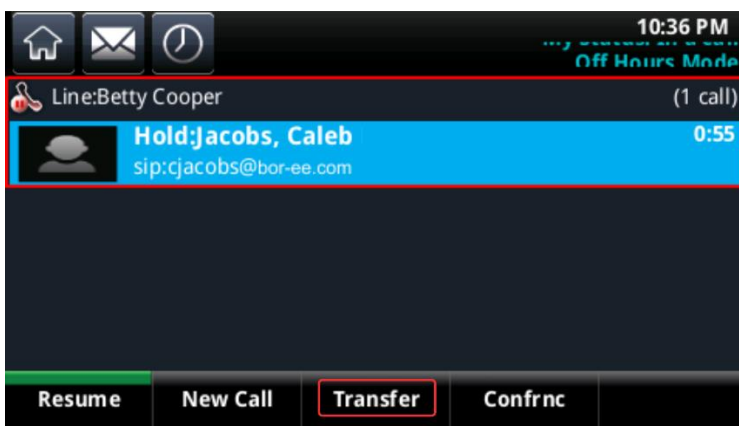 10:36 PM
Off Hours Mode
Line:Betty Cooper (1 call)
Hold:Jacobs, Caleb 0:55
sip:cjacobs@bor-ee.com
Resume New Call Transfer Confrnc